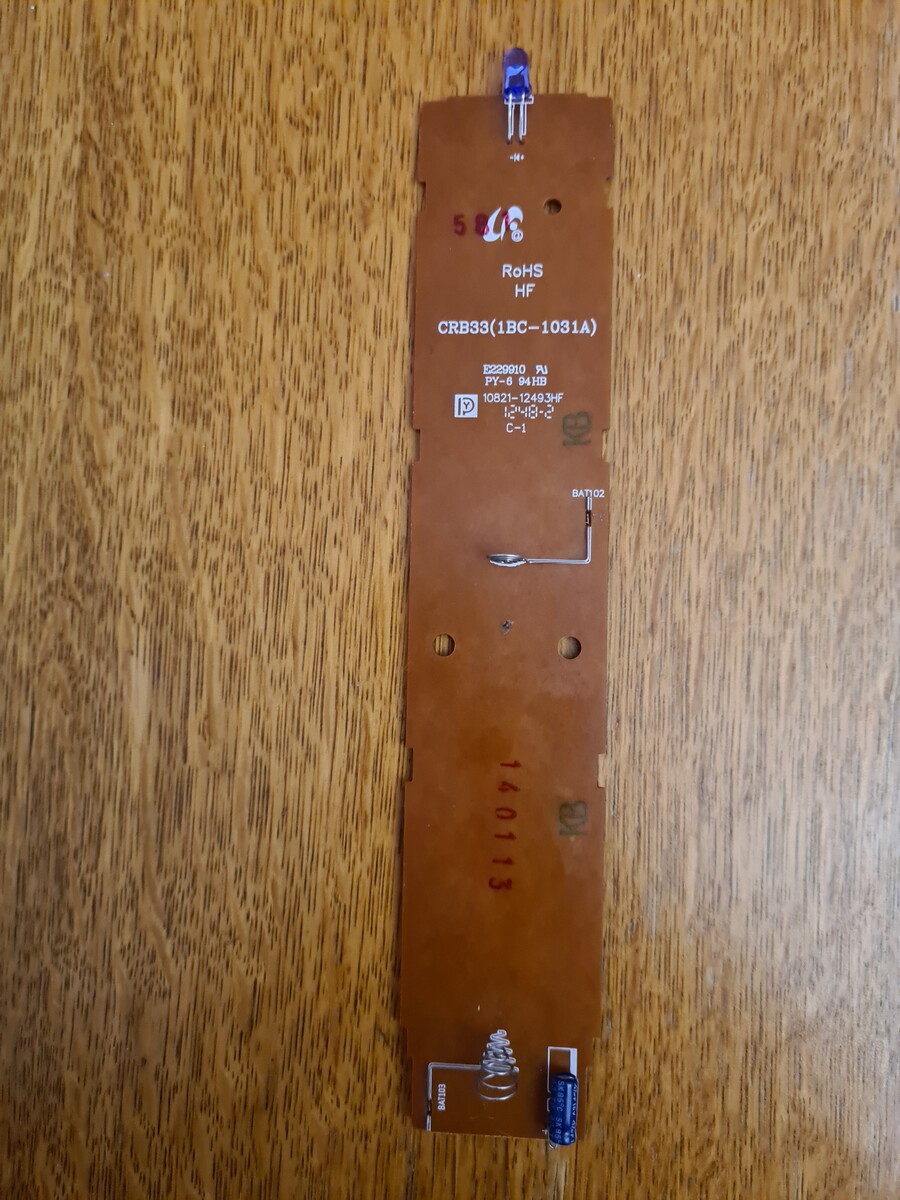 58
RoHS
HF
CRB33(1BC-1031A)
E229910
PY-6 94HB
10821-12493HF
1248-2
C-1
KB
BAT102
140113
KB
BAT103